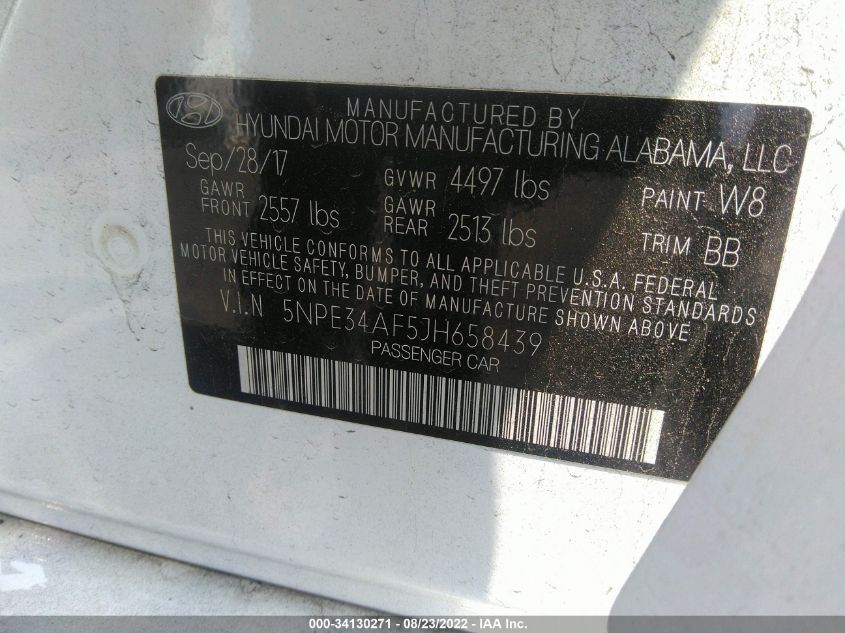 MANUFACTURED BY
HYUNDAI MOTOR MANUFACTURING ALABAMA, LLC
Sep/28/17 GVWR 4497 lbs PAINT W8
GAWR FRONT 2557 lbs GAWR REAR 2513 lbs TRIM BB
THIS VEHICLE CONFORMS TO ALL APPLICABLE U.S.A. FEDERAL
MOTOR VEHICLE SAFETY, BUMPER, AND THEFT PREVENTION STANDARDS
IN EFFECT ON THE DATE OF MANUFACTURE SHOWN ABOVE
V.I.N 5NPE34AF5JH658439
PASSENGER CAR
000-34130271 - 08/23/2022 - IAA Inc.